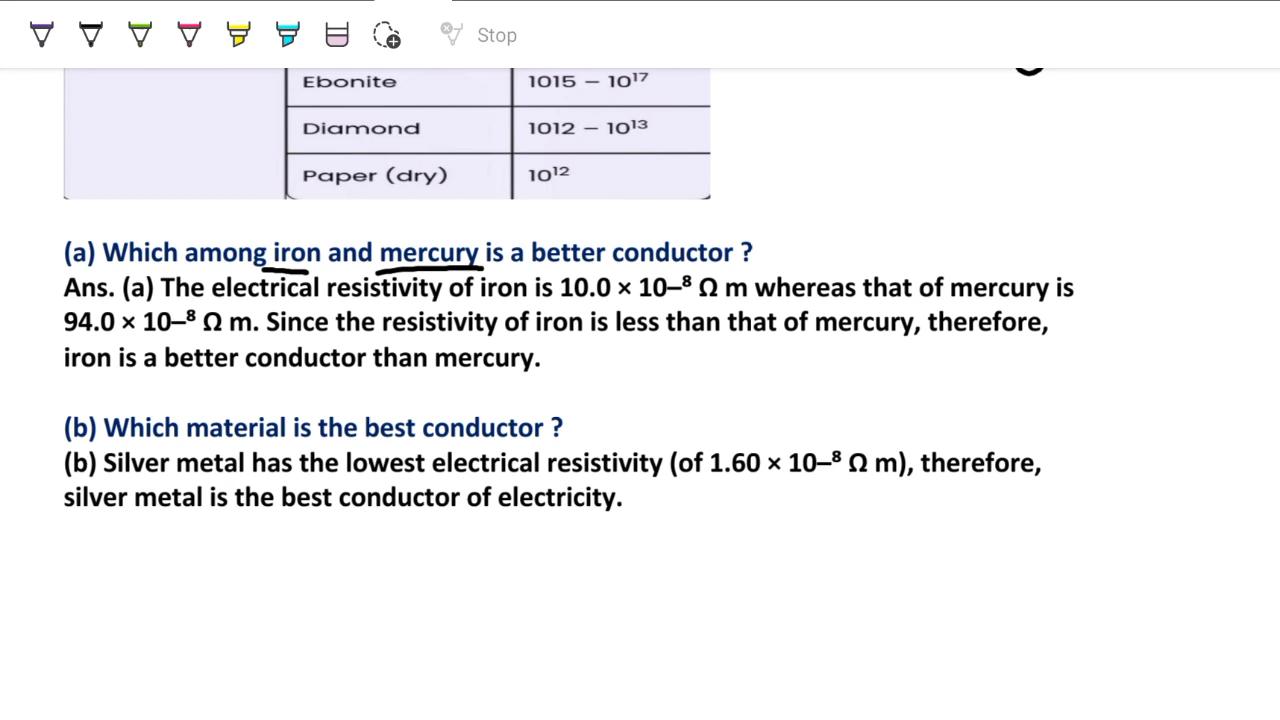 Stop
Ebonite 1015 – 10¹⁷
Diamond 1012 – 10¹³
Paper (dry) 10¹²
(a) Which among iron and mercury is a better conductor ?
Ans. (a) The electrical resistivity of iron is 10.0 × 10–⁸ Ω m whereas that of mercury is
94.0 × 10–⁸ Ω m. Since the resistivity of iron is less than that of mercury, therefore,
iron is a better conductor than mercury.
(b) Which material is the best conductor ?
(b) Silver metal has the lowest electrical resistivity (of 1.60 × 10–⁸ Ω m), therefore,
silver metal is the best conductor of electricity.